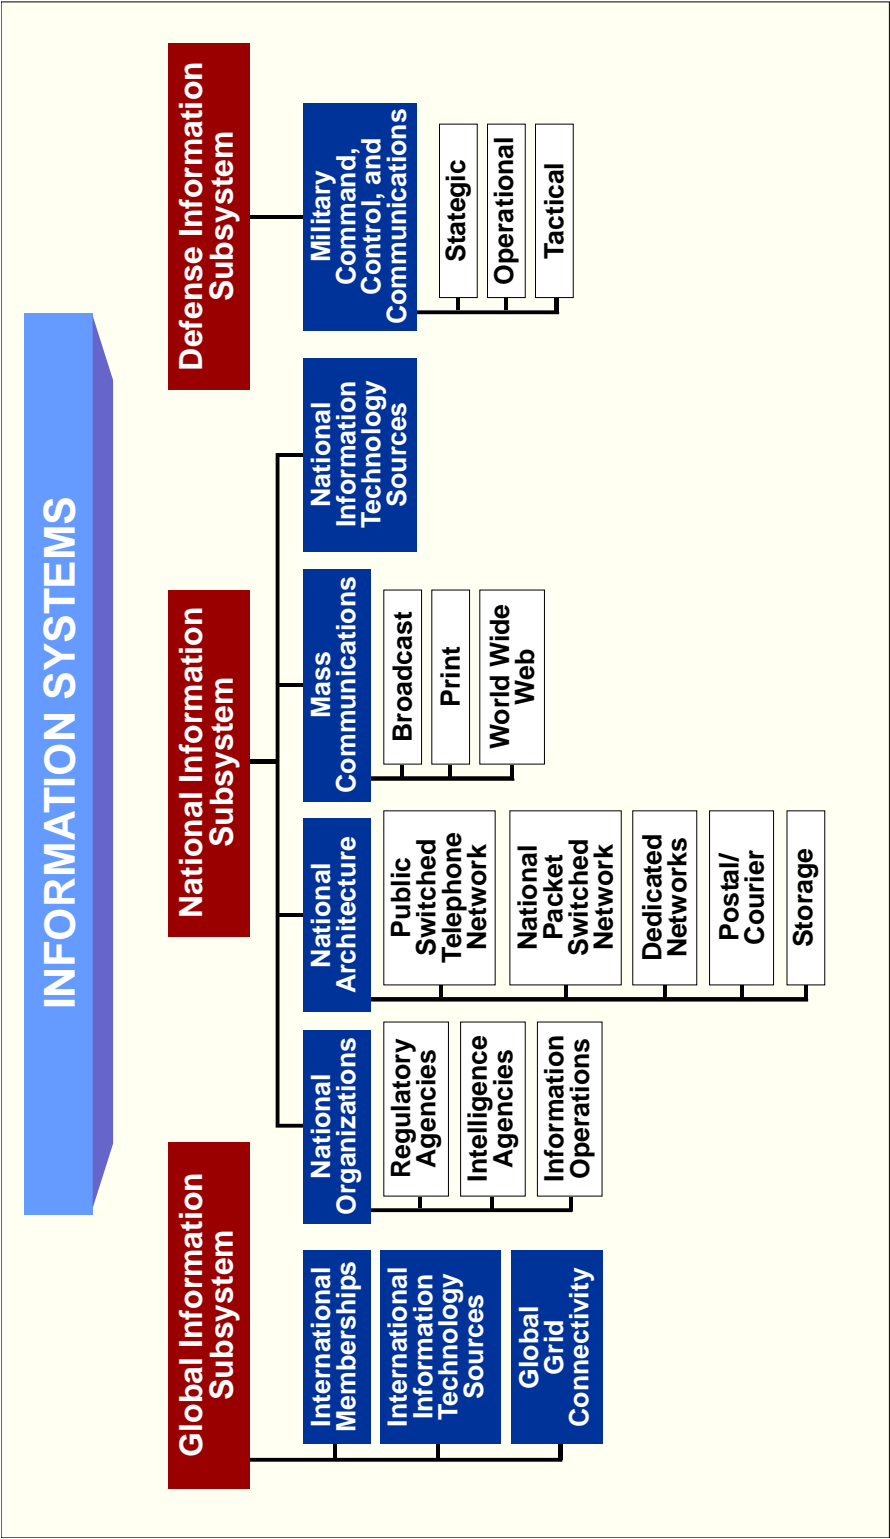 INFORMATION SYSTEMS
Global Information
Subsystem
International
Memberships
International
Information
Technology
Sources
Global
Grid
Connectivity
National Information
Subsystem
National
Organizations
Regulatory
Agencies
Intelligence
Agencies
Information
Operations
National
Architecture
Public
Switched
Telephone
Network
National
Packet
Switched
Network
Dedicated
Networks
Postal/
Courier
Storage
Mass
Communications
Broadcast
Print
World Wide
Web
National
Information
Technology
Sources
Defense Information
Subsystem
Military
Command,
Control, and
Communications
Stategic
Operational
Tactical